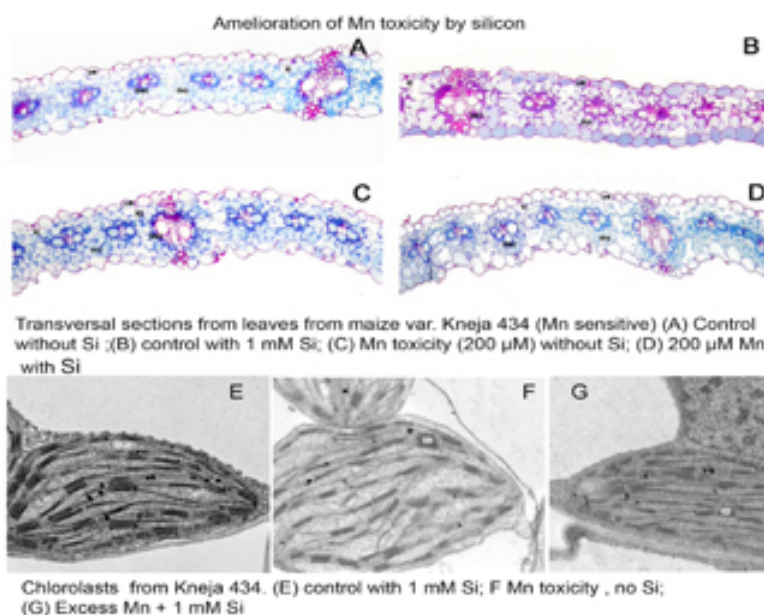 Amelioration of Mn toxicity by silicon
A
B
C
D
Transversal sections from leaves from maize var. Kneja 434 (Mn sensitive) (A) Control
without Si ;(B) control with 1 mM Si; (C) Mn toxicity (200 µM) without Si; (D) 200 µM Mn
with Si
E
F
G
Chlorolasts from Kneja 434. (E) control with 1 mM Si; F Mn toxicity , no Si;
(G) Excess Mn + 1 mM Si